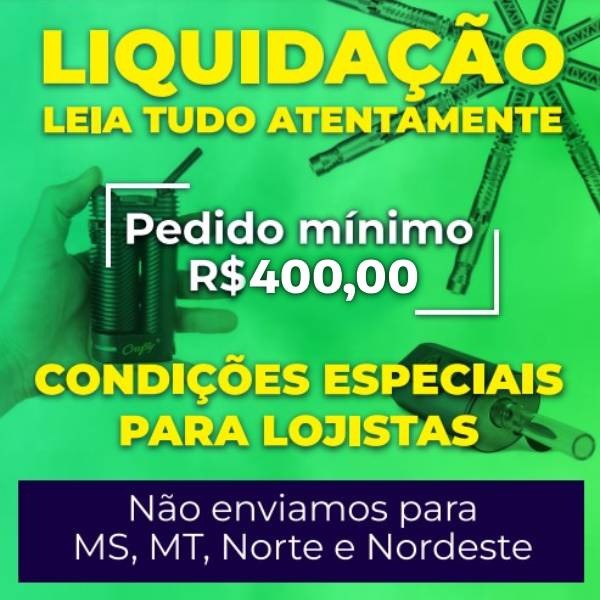 LIQUIDAÇÃO
LEIA TUDO ATENTAMENTE
Pedido mínimo
R$400,00
Crafty+
CONDIÇÕES ESPECIAIS
PARA LOJISTAS
Não enviamos para
MS, MT, Norte e Nordeste